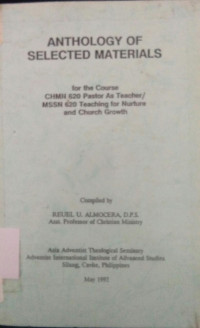 ANTHOLOGY OF
SELECTED MATERIALS
for the Course
CHMN 620 Pastor As Teacher/
MSSN 620 Teaching for Nurture
and Church Growth
Compiled by
REUEL U. ALMOCERA, D.P.S.
Asst. Professor of Christian Ministry
Asia Adventist Theological Seminary
Adventist International Institute of Advanced Studies
Silang, Cavite, Philippines
May 1993